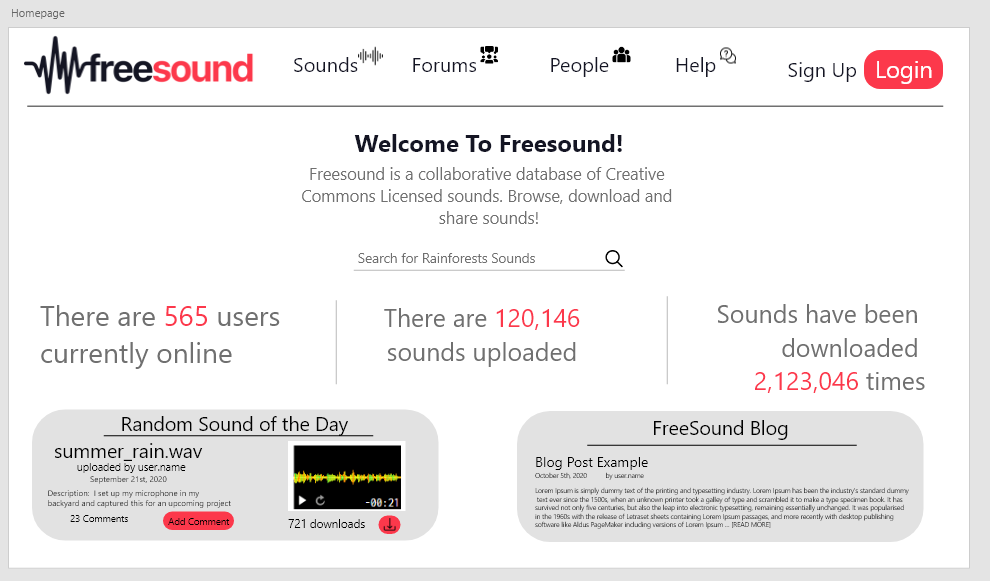 Homepage
freesound
Sounds
Forums
People
Help
Sign Up
Login
Welcome To Freesound!
Freesound is a collaborative database of Creative
Commons Licensed sounds. Browse, download and
share sounds!
Search for Rainforests Sounds
There are 565 users
currently online
There are 120,146
sounds uploaded
Sounds have been
downloaded
2,123,046 times
Random Sound of the Day
summer_rain.wav
uploaded by user.name
September 21st, 2020
Description: I set up my microphone in my
backyard and captured this for an upcoming project
23 Comments
Add Comment
-00:21
721 downloads
FreeSound Blog
Blog Post Example
October 5th, 2020 by user.name
Lorem Ipsum is simply dummy text of the printing and typesetting industry. Lorem Ipsum has been the industry's standard dummy
text ever since the 1500s, when an unknown printer took a galley of type and scrambled it to make a type specimen book. It has
survived not only five centuries, but also the leap into electronic typesetting, remaining essentially unchanged. It was popularised
in the 1960s with the release of Letraset sheets containing Lorem Ipsum passages, and more recently with desktop publishing
software like Aldus PageMaker including versions of Lorem Ipsum ... [READ MORE]